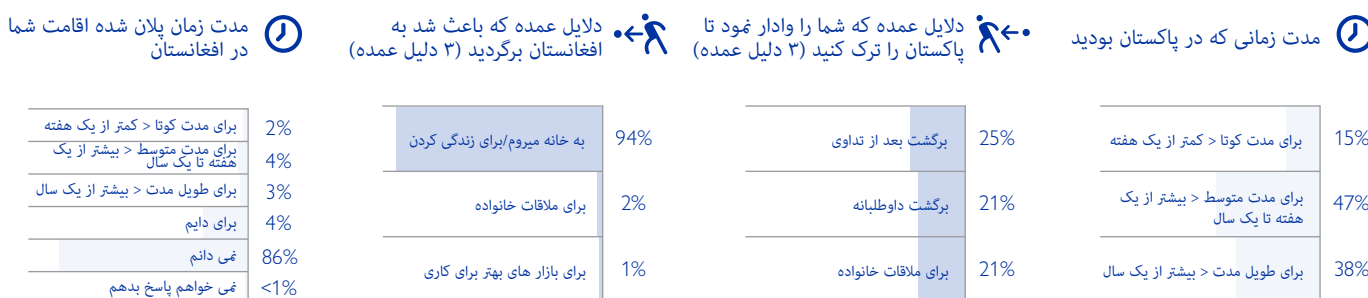 مدت زمانی که در پاکستان بودید
15% برای مدت کوتا < کمتر از یک هفته
47% برای مدت متوسط < بیشتر از یک
هفته تا یک سال
38% برای طویل مدت < بیشتر از یک سال
دلایل عمده که شما را وادار نمود تا
پاکستان را ترک کنید (۳ دلیل عمده)
25% برگشت بعد از تداوی
21% برگشت داوطلبانه
21% برای ملاقات خانواده
دلایل عمده که باعث شد به
افغانستان برگردید (۳ دلیل عمده)
94% به خانه میروم/برای زندگی کردن
2% برای ملاقات خانواده
1% برای بازار های بهتر برای کاری
مدت زمان پلان شده اقامت شما
در افغانستان
2% برای مدت کوتا < کمتر از یک هفته
4% برای مدت متوسط < بیشتر از یک
هفته تا یک سال
3% برای طویل مدت < بیشتر از یک سال
4% برای دایم
86% نمی دانم
<1% نمی خواهم پاسخ بدهم